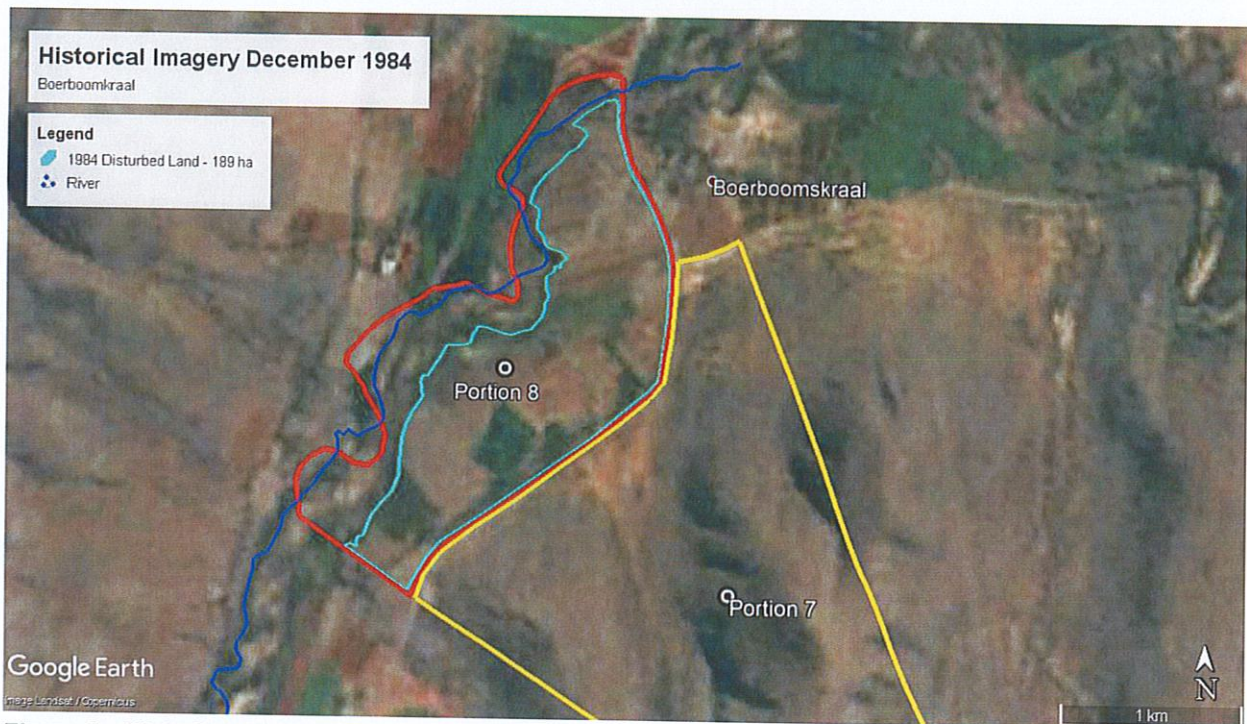 Historical Imagery December 1984
Boerboomkraal
Legend
1984 Disturbed Land - 189 ha
River
Boerboomskraal
Portion 8
Portion 7
Google Earth
Image Landsat / Copernicus
N
1 km